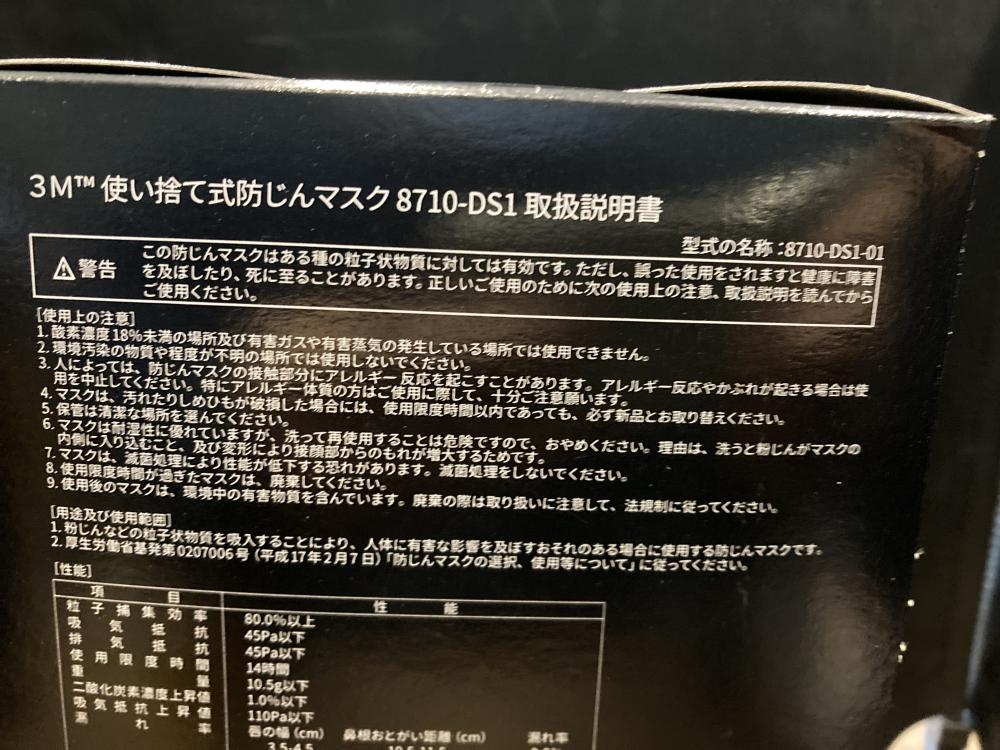 3M™ 使い捨て式防じんマスク 8710-DS1 取扱説明書
型式の名称：8710-DS1-01
警告
この防じんマスクはある種の粒子状物質に対しては有効です。ただし、誤った使用をされますと健康に障害
を及ぼしたり、死に至ることがあります。正しいご使用のために次の使用上の注意、取扱説明を読んでから
ご使用ください。
[使用上の注意]
1. 酸素濃度18%未満の場所及び有害ガスや有害蒸気の発生している場所では使用できません。
2. 環境汚染の物質や程度が不明の場所では使用しないでください。
3. 人によっては、防じんマスクの接触部分にアレルギー反応を起こすことがあります。アレルギー反応やかぶれが起きる場合は使
用を中止してください。特にアレルギー体質の方はご使用に際して、十分ご注意願います。
4. マスクは、汚れたりしめひもが破損した場合には、使用限度時間以内であっても、必ず新品とお取り替えください。
5. 保管は清潔な場所を選んでください。
6. マスクは耐湿性に優れていますが、洗って再使用することは危険ですので、おやめください。理由は、洗うと粉じんがマスクの
内側に入り込むこと、及び変形により接顔部からのもれが増大するためです。
7. マスクは、滅菌処理により性能が低下する恐れがあります。滅菌処理をしないでください。
8. 使用限度時間が過ぎたマスクは、廃棄してください。
9. 使用後のマスクは、環境中の有害物質を含んでいます。廃棄の際は取り扱いに注意して、法規制に従ってください。
[用途及び使用範囲]
1. 粉じんなどの粒子状物質を吸入することにより、人体に有害な影響を及ぼすおそれのある場合に使用する防じんマスクです。
2. 厚生労働省基発第0207006号（平成17年2月7日）「防じんマスクの選択、使用等について」に従ってください。
[性能]
項 目 性 能
粒子捕集効率 80.0%以上
吸気抵抗 45Pa以下
排気抵抗 45Pa以下
使用限度時間 14時間
重量 10.5g以下
二酸化炭素濃度上昇値 1.0%以下
吸気抵抗上昇値 110Pa以下
漏れ率 唇の幅（cm） 鼻根おとがい距離（cm） 漏れ率
3.5-4.5